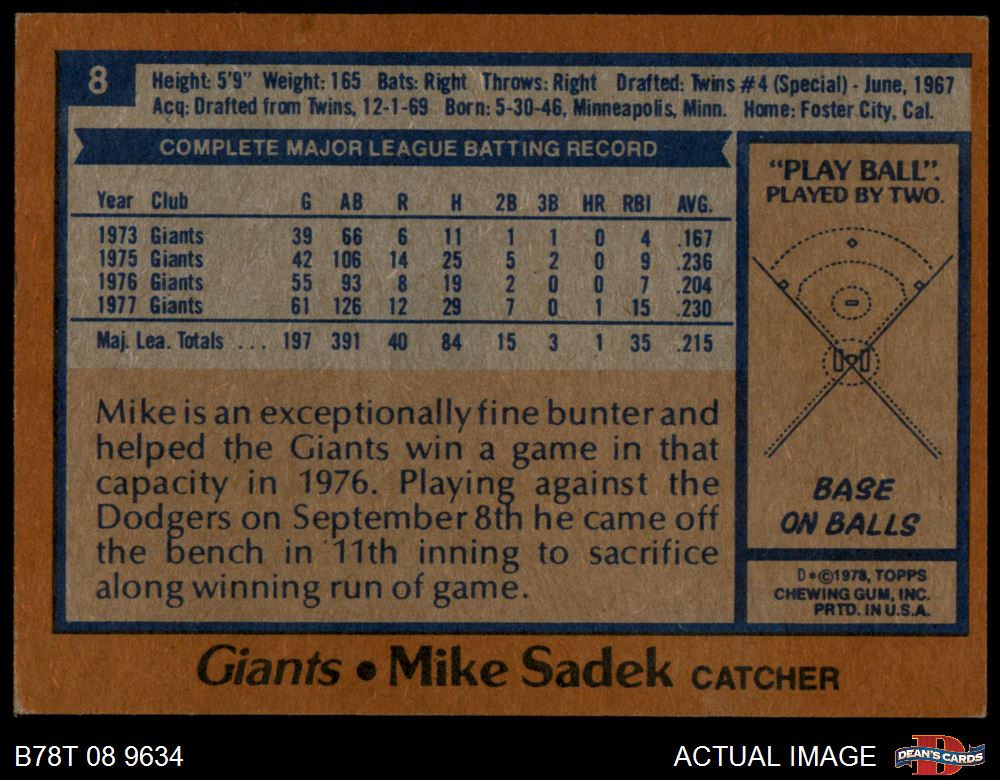 8
Height: 5'9" Weight: 165 Bats: Right Throws: Right Drafted: Twins #4 (Special) - June, 1967
Acq: Drafted from Twins, 12-1-69 Born: 5-30-46, Minneapolis, Minn. Home: Foster City, Cal.
COMPLETE MAJOR LEAGUE BATTING RECORD
Year Club G AB R H 2B 3B HR RBI AVG.
1973 Giants 39 66 6 11 1 1 0 4 .167
1975 Giants 42 106 14 25 5 2 0 9 .236
1976 Giants 55 93 8 19 2 0 0 7 .204
1977 Giants 61 126 12 29 7 0 1 15 .230
Maj. Lea. Totals ... 197 391 40 84 15 3 1 35 .215
Mike is an exceptionally fine bunter and
helped the Giants win a game in that
capacity in 1976. Playing against the
Dodgers on September 8th he came off
the bench in 11th inning to sacrifice
along winning run of game.
"PLAY BALL".
PLAYED BY TWO.
BASE
ON BALLS
D*©1978, TOPPS
CHEWING GUM, INC.
PRTD. IN U.S.A.
Giants • Mike Sadek CATCHER
B78T 08 9634
ACTUAL IMAGE
DEAN'S CARDS